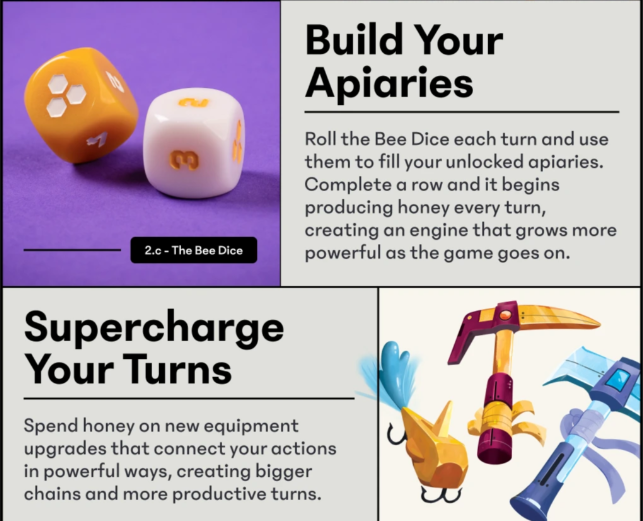 Build Your
Apiaries
Roll the Bee Dice each turn and use
them to fill your unlocked apiaries.
Complete a row and it begins
producing honey every turn,
creating an engine that grows more
powerful as the game goes on.
3
2
2.c - The Bee Dice
Supercharge
Your Turns
Spend honey on new equipment
upgrades that connect your actions
in powerful ways, creating bigger
chains and more productive turns.